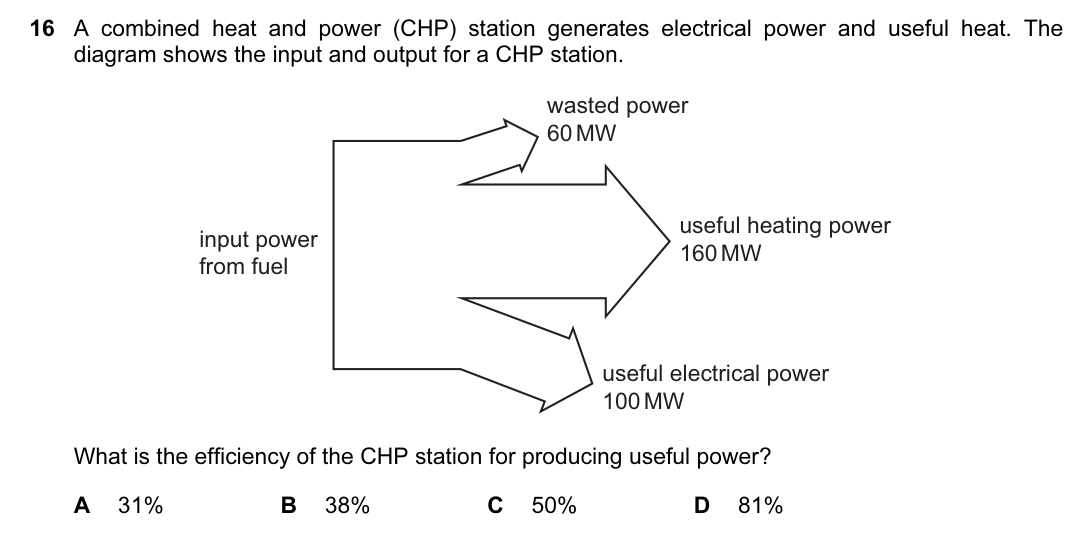 16 A combined heat and power (CHP) station generates electrical power and useful heat. The
diagram shows the input and output for a CHP station.
wasted power
60 MW
useful heating power
160 MW
input power
from fuel
useful electrical power
100 MW
What is the efficiency of the CHP station for producing useful power?
A 31% B 38% C 50% D 81%